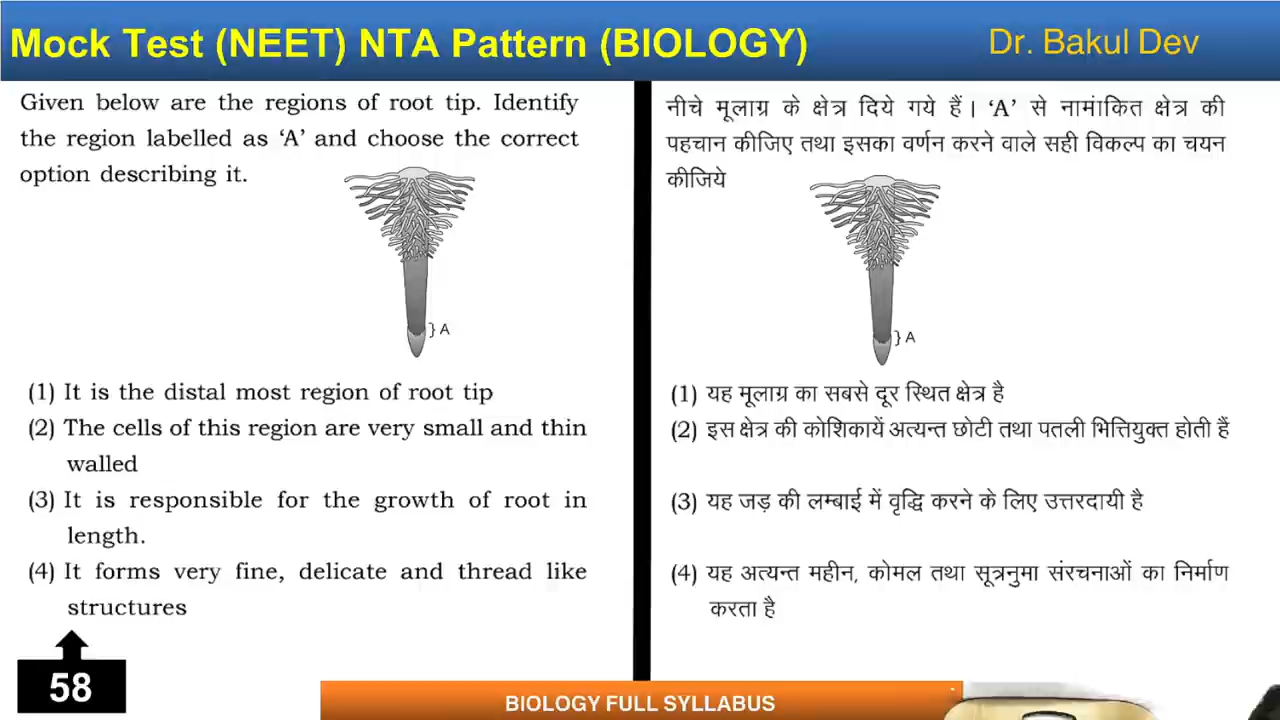 Mock Test (NEET) NTA Pattern (BIOLOGY)
Dr. Bakul Dev
Given below are the regions of root tip. Identify
the region labelled as ‘A’ and choose the correct
option describing it.
} A
(1) It is the distal most region of root tip
(2) The cells of this region are very small and thin
walled
(3) It is responsible for the growth of root in
length.
(4) It forms very fine, delicate and thread like
structures
नीचे मूलाग्र के क्षेत्र दिये गये हैं। ‘A’ से नामांकित क्षेत्र की
पहचान कीजिए तथा इसका वर्णन करने वाले सही विकल्प का चयन
कीजिये
} A
(1) यह मूलाग्र का सबसे दूर स्थित क्षेत्र है
(2) इस क्षेत्र की कोशिकायें अत्यन्त छोटी तथा पतली भित्तियुक्त होती हैं
(3) यह जड़ की लम्बाई में वृद्धि करने के लिए उत्तरदायी है
(4) यह अत्यन्त महीन, कोमल तथा सूत्रनुमा संरचनाओं का निर्माण
करता है
58
BIOLOGY FULL SYLLABUS